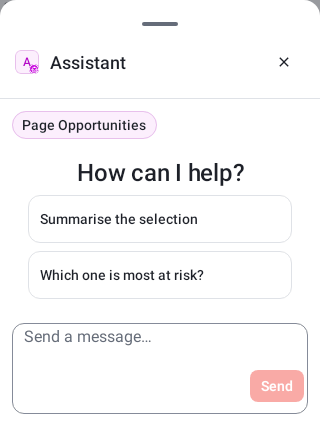 A
Assistant
Page Opportunities
How can I help?
Summarise the selection
Which one is most at risk?
Send a message…
Send